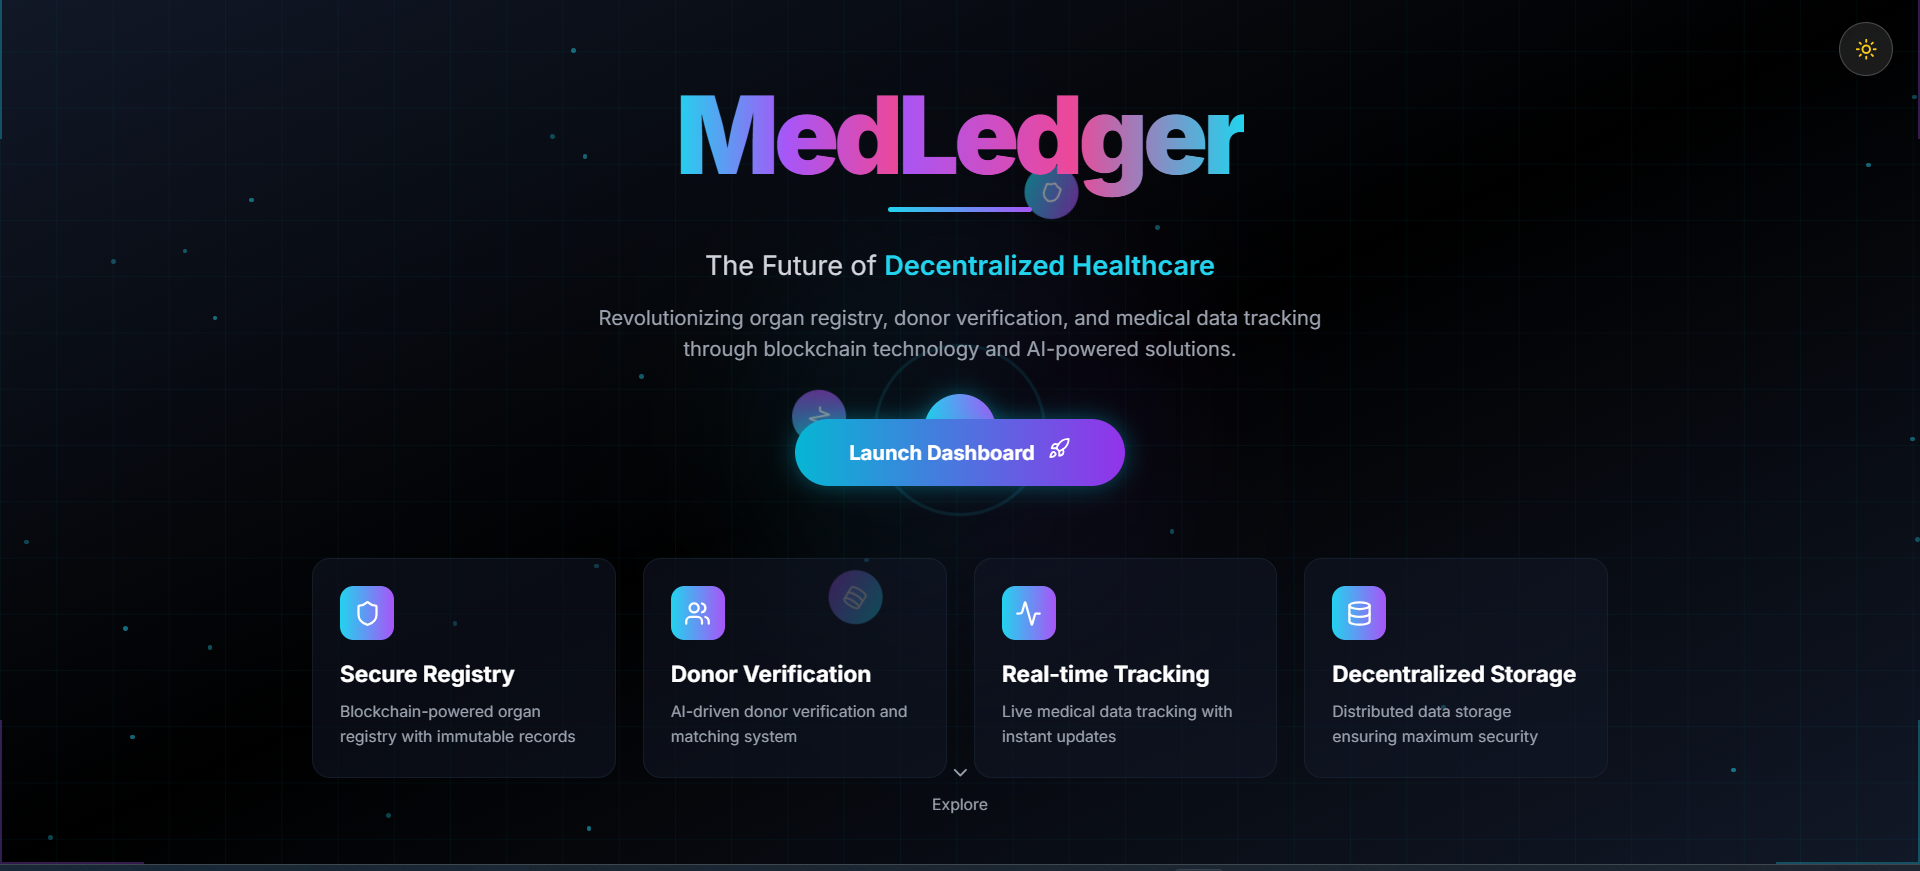 MedLedger
The Future of Decentralized Healthcare
Revolutionizing organ registry, donor verification, and medical data tracking
through blockchain technology and AI-powered solutions.
Launch Dashboard
Secure Registry
Blockchain-powered organ
registry with immutable records
Donor Verification
AI-driven donor verification and
matching system
Real-time Tracking
Live medical data tracking with
instant updates
Decentralized Storage
Distributed data storage
ensuring maximum security
Explore